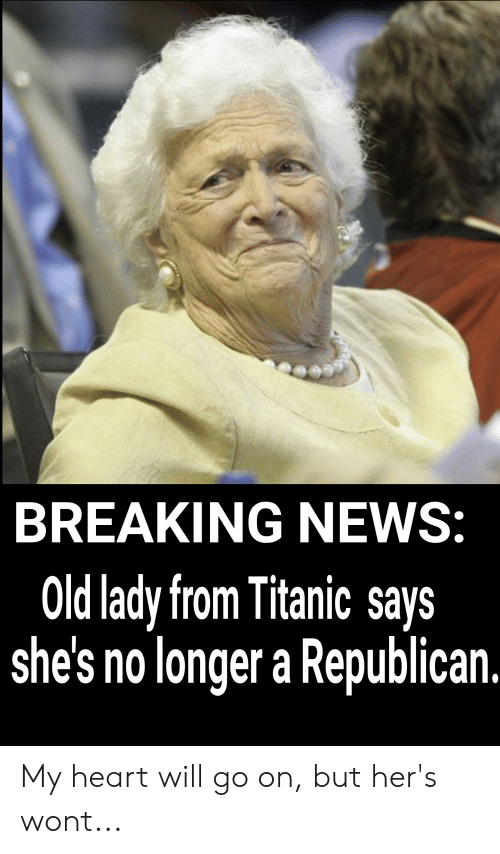 BREAKING NEWS:
Old lady from Titanic says
she's no longer a Republican.
My heart will go on, but her's
wont...